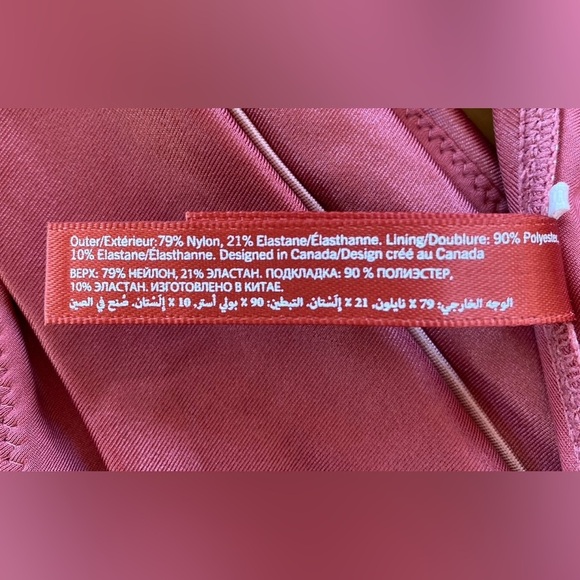 Outer/Extérieur:79% Nylon, 21% Elastane/Élasthanne. Lining/Doublure: 90% Polyester,
10% Elastane/Élasthanne. Designed in Canada/Design créé au Canada
ВЕРХ: 79% НЕЙЛОН, 21% ЭЛАСТАН. ПОДКЛАДКА: 90 % ПОЛИЭСТЕР,
10% ЭЛАСТАН. ИЗГОТОВЛЕНО В КИТАЕ.
الوجه الخارجي: 79 % نايلون, 21 % إلَسْتان. التبطين: 90 % بولي أستر, 10 % إلَسْتان. صُنع في الصين